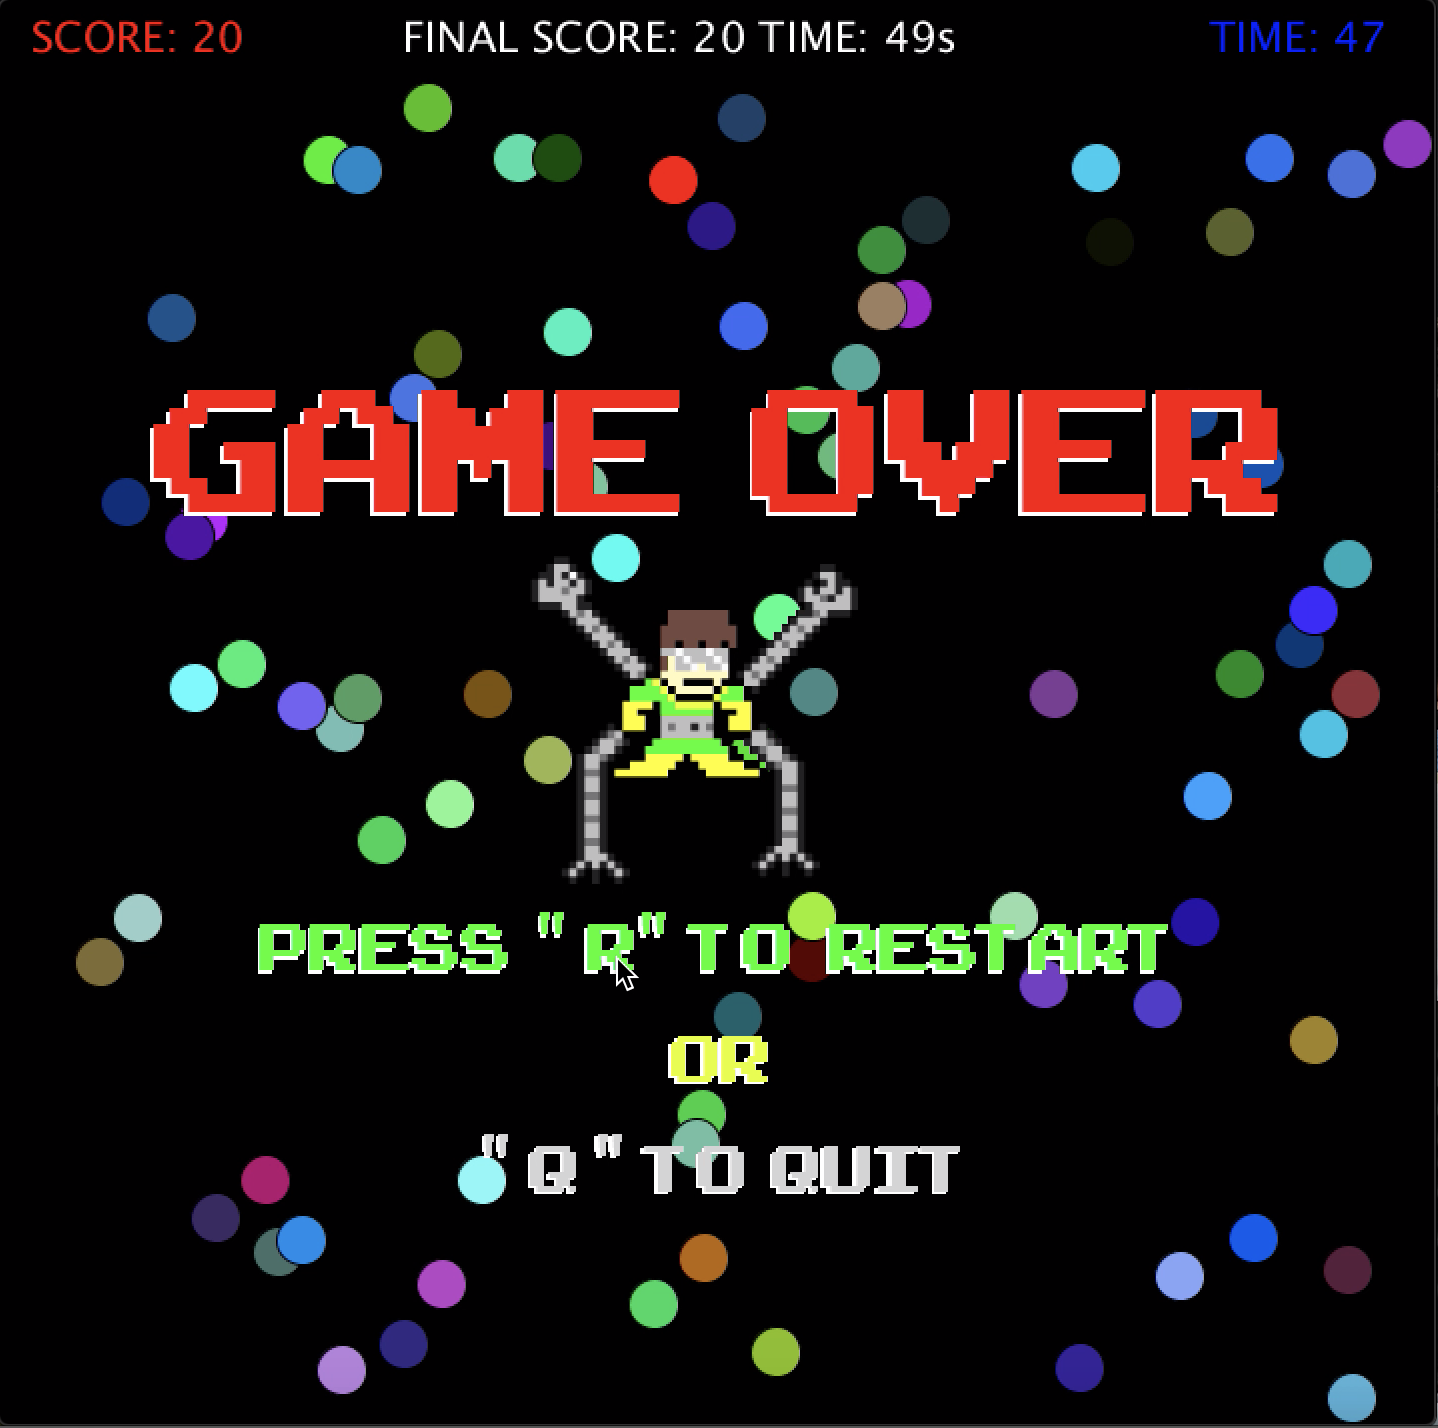 SCORE: 20 FINAL SCORE: 20 TIME: 49s TIME: 47
GAME OVER
PRESS "R" TO RESTART
OR
"Q" TO QUIT